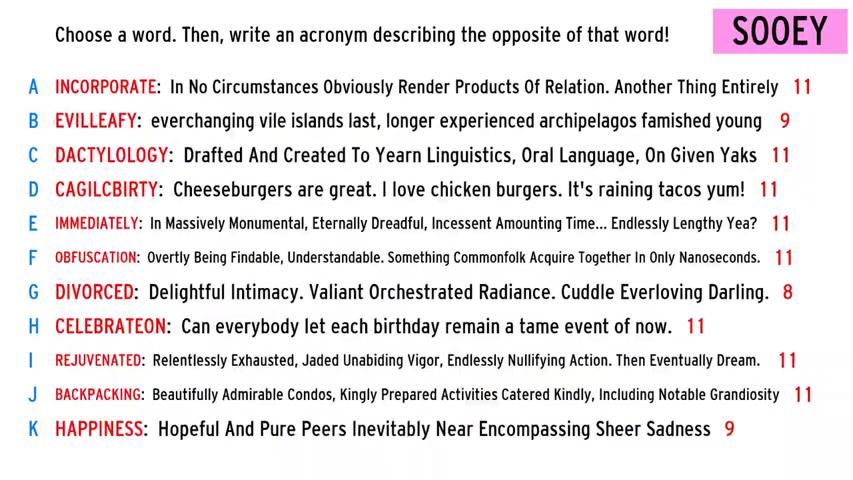 Choose a word. Then, write an acronym describing the opposite of that word! SOOEY
A INCORPORATE: In No Circumstances Obviously Render Products Of Relation. Another Thing Entirely 11
B EVILLEAFY: everchanging vile islands last, longer experienced archipelagos famished young 9
C DACTYLOLOGY: Drafted And Created To Yearn Linguistics, Oral Language, On Given Yaks 11
D CAGILCBIRTY: Cheeseburgers are great. I love chicken burgers. It's raining tacos yum! 11
E IMMEDIATELY: In Massively Monumental, Eternally Dreadful, Incessent Amounting Time... Endlessly Lengthy Yea? 11
F OBFUSCATION: Overtly Being Findable, Understandable. Something Commonfolk Acquire Together In Only Nanoseconds. 11
G DIVORCED: Delightful Intimacy. Valiant Orchestrated Radiance. Cuddle Everloving Darling. 8
H CELEBRATEON: Can everybody let each birthday remain a tame event of now. 11
I REJUVENATED: Relentlessly Exhausted, Jaded Unabiding Vigor, Endlessly Nullifying Action. Then Eventually Dream. 11
J BACKPACKING: Beautifully Admirable Condos, Kingly Prepared Activities Catered Kindly, Including Notable Grandiosity 11
K HAPPINESS: Hopeful And Pure Peers Inevitably Near Encompassing Sheer Sadness 9